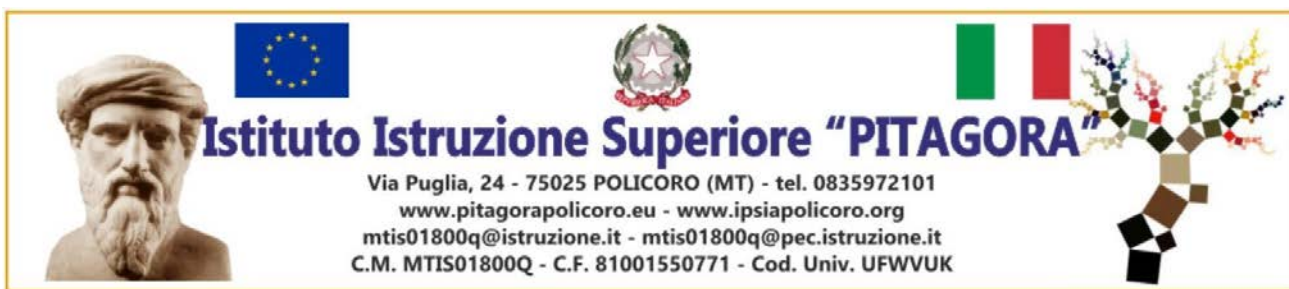 Istituto Istruzione Superiore “PITAGORA”
Via Puglia, 24 - 75025 POLICORO (MT) - tel. 0835972101
www.pitagorapolicoro.eu - www.ipsiapolicoro.org
mtis01800q@istruzione.it - mtis01800q@pec.istruzione.it
C.M. MTIS01800Q - C.F. 81001550771 - Cod. Univ. UFWVUK